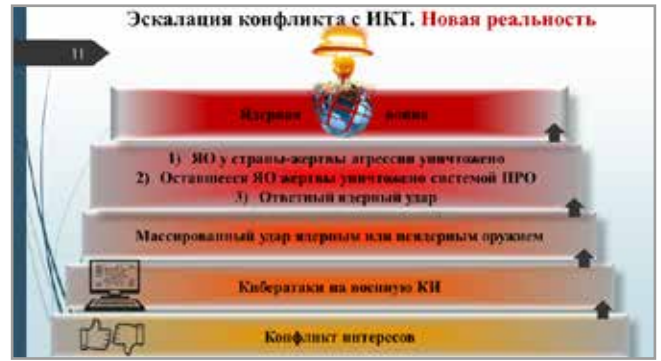 Эскалация конфликта с ИКТ. Новая реальность
11
Ядерная война
1) ЯО у страны-жертвы агрессии уничтожено
2) Оставшееся ЯО жертвы уничтожено системой ПРО
3) Ответный ядерный удар
Массированный удар ядерным или неядерным оружием
Кибератаки на военную КИ
Конфликт интересов